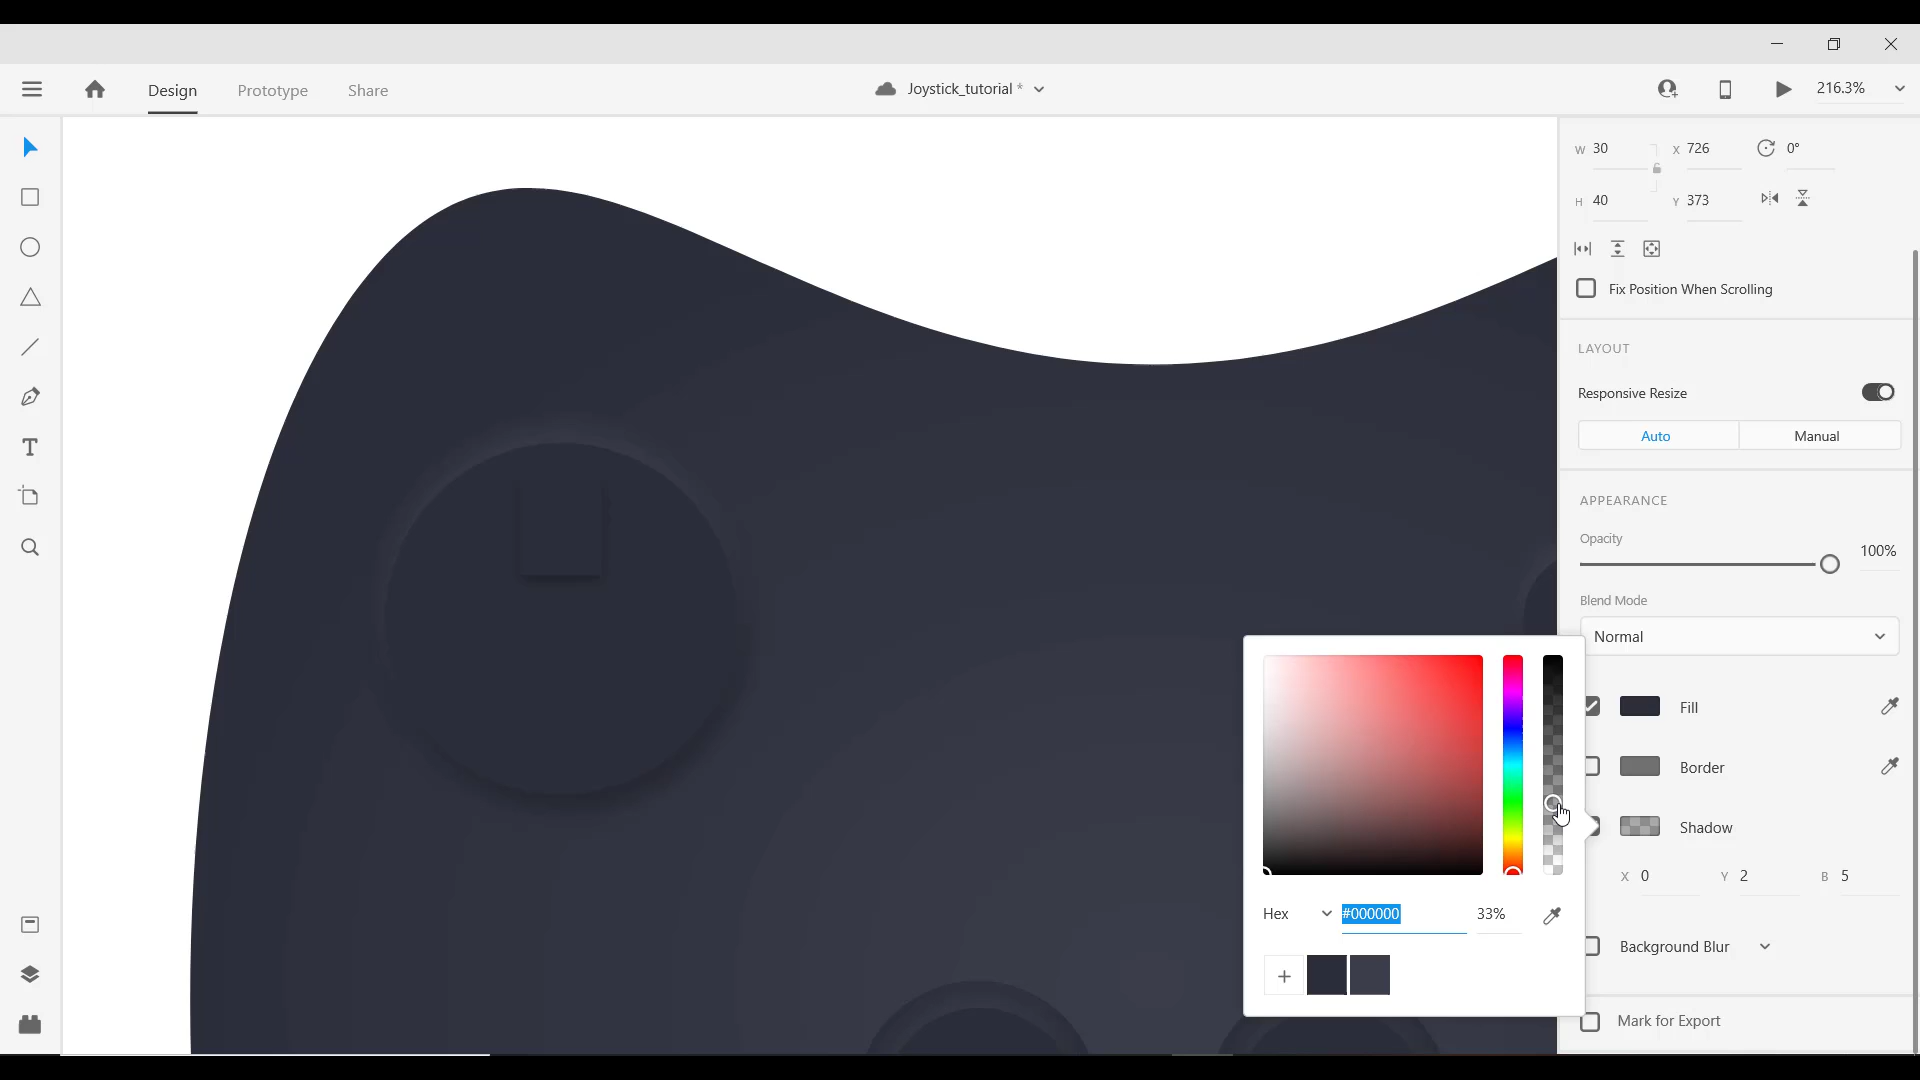 Design
Prototype
Share
Joystick_tutorial *
216.3%
W 30
X 726
0°
H 40
Y 373
Fix Position When Scrolling
LAYOUT
Responsive Resize
Auto
Manual
APPEARANCE
Opacity
100%
Blend Mode
Normal
Fill
Border
Shadow
X 0
Y 2
B 5
Hex
#000000
33%
Background Blur
Mark for Export